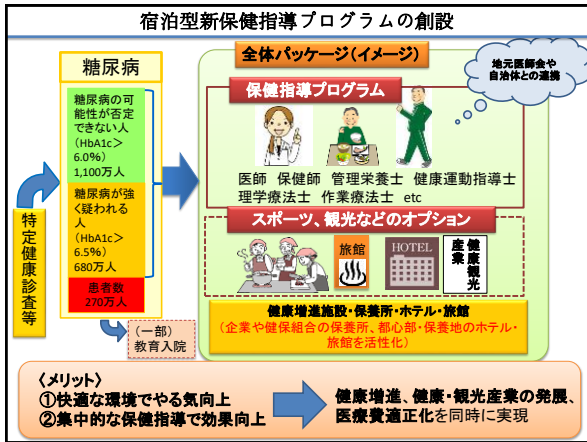 宿泊型新保健指導プログラムの創設
糖尿病
糖尿病の可
能性が否定
できない人
(HbA1c>
6.0%)
1,100万人
糖尿病が強
く疑われる
人
(HbA1c>
6.5%)
680万人
患者数
270万人
特定健康診査等
(一部)
教育入院
全体パッケージ(イメージ)
地元医師会や
自治体との連携
保健指導プログラム
医師 保健師 管理栄養士 健康運動指導士
理学療法士 作業療法士 etc
スポーツ、観光などのオプション
旅館
HOTEL
健康観光
産業
健康増進施設・保養所・ホテル・旅館
(企業や健保組合の保養所、都心部・保養地のホテル・
旅館を活性化)
〈メリット〉
①快適な環境でやる気向上
②集中的な保健指導で効果向上
健康増進、健康・観光産業の発展、
医療費適正化を同時に実現